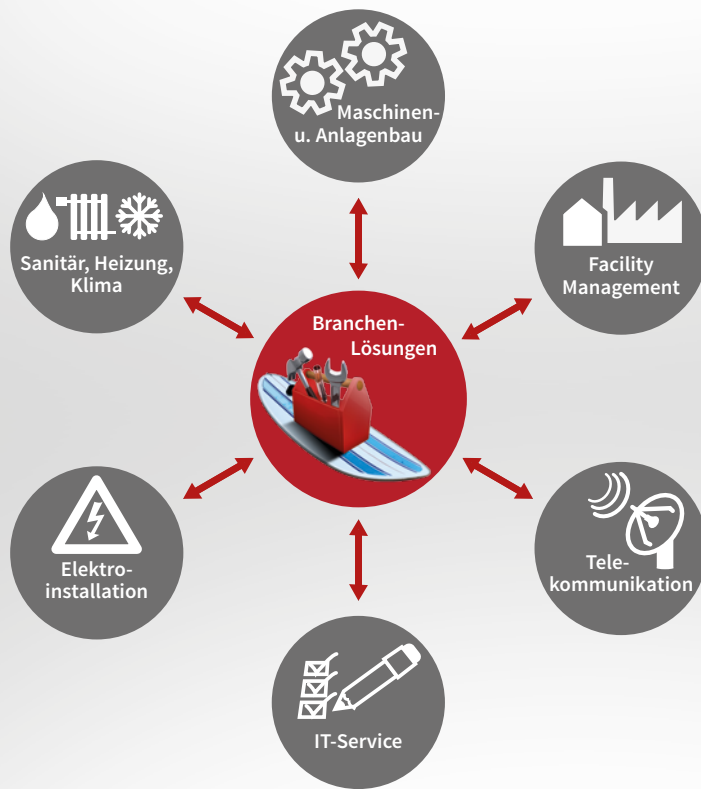 Maschinen-
u. Anlagenbau
Sanitär, Heizung,
Klima
Facility
Management
Branchen-
Lösungen
Elektro-
installation
Tele-
kommunikation
IT-Service